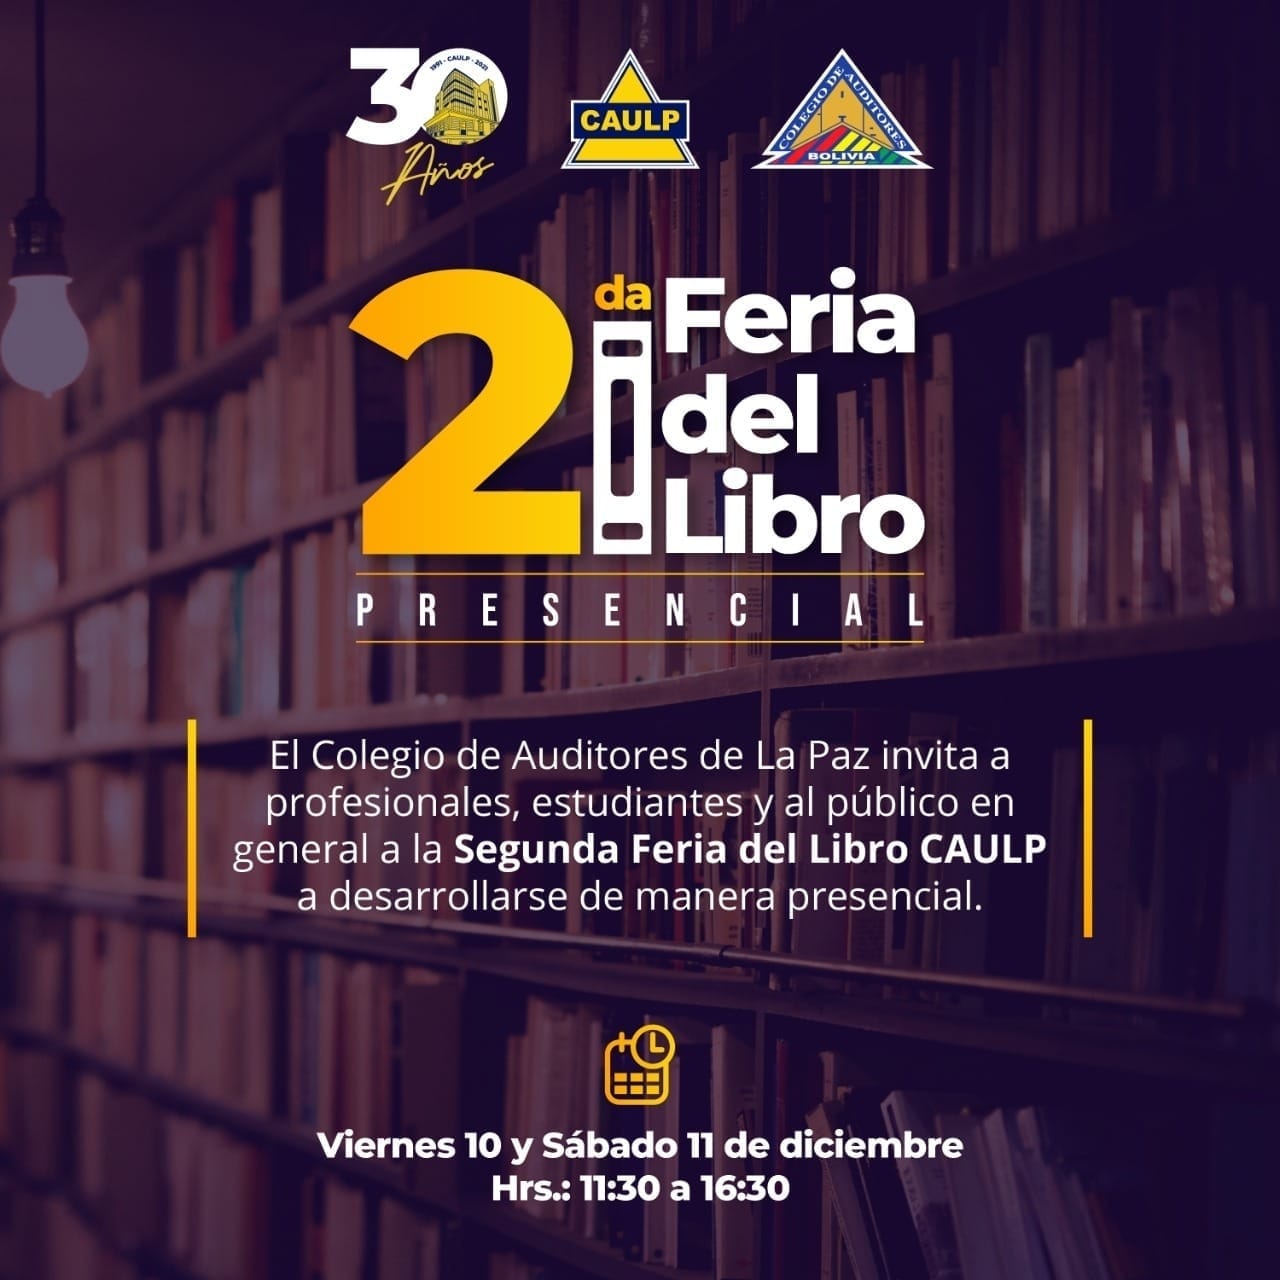 30
1991 - CAULP - 2021
Años
CAULP
COLEGIO DE AUDITORES
BOLIVIA
2da Feria
del
Libro
PRESENCIAL
El Colegio de Auditores de La Paz invita a
profesionales, estudiantes y al público en
general a la Segunda Feria del Libro CAULP
a desarrollarse de manera presencial.
Viernes 10 y Sábado 11 de diciembre
Hrs.: 11:30 a 16:30